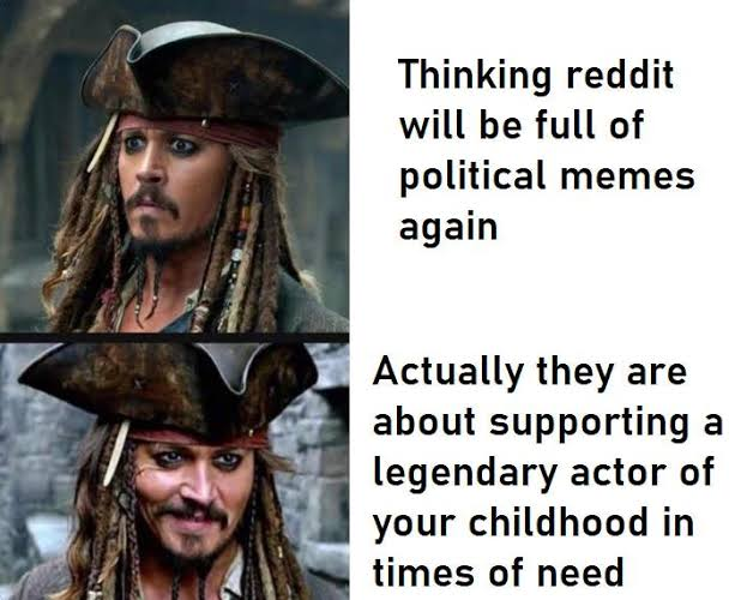 Thinking reddit
will be full of
political memes
again
Actually they are
about supporting a
legendary actor of
your childhood in
times of need